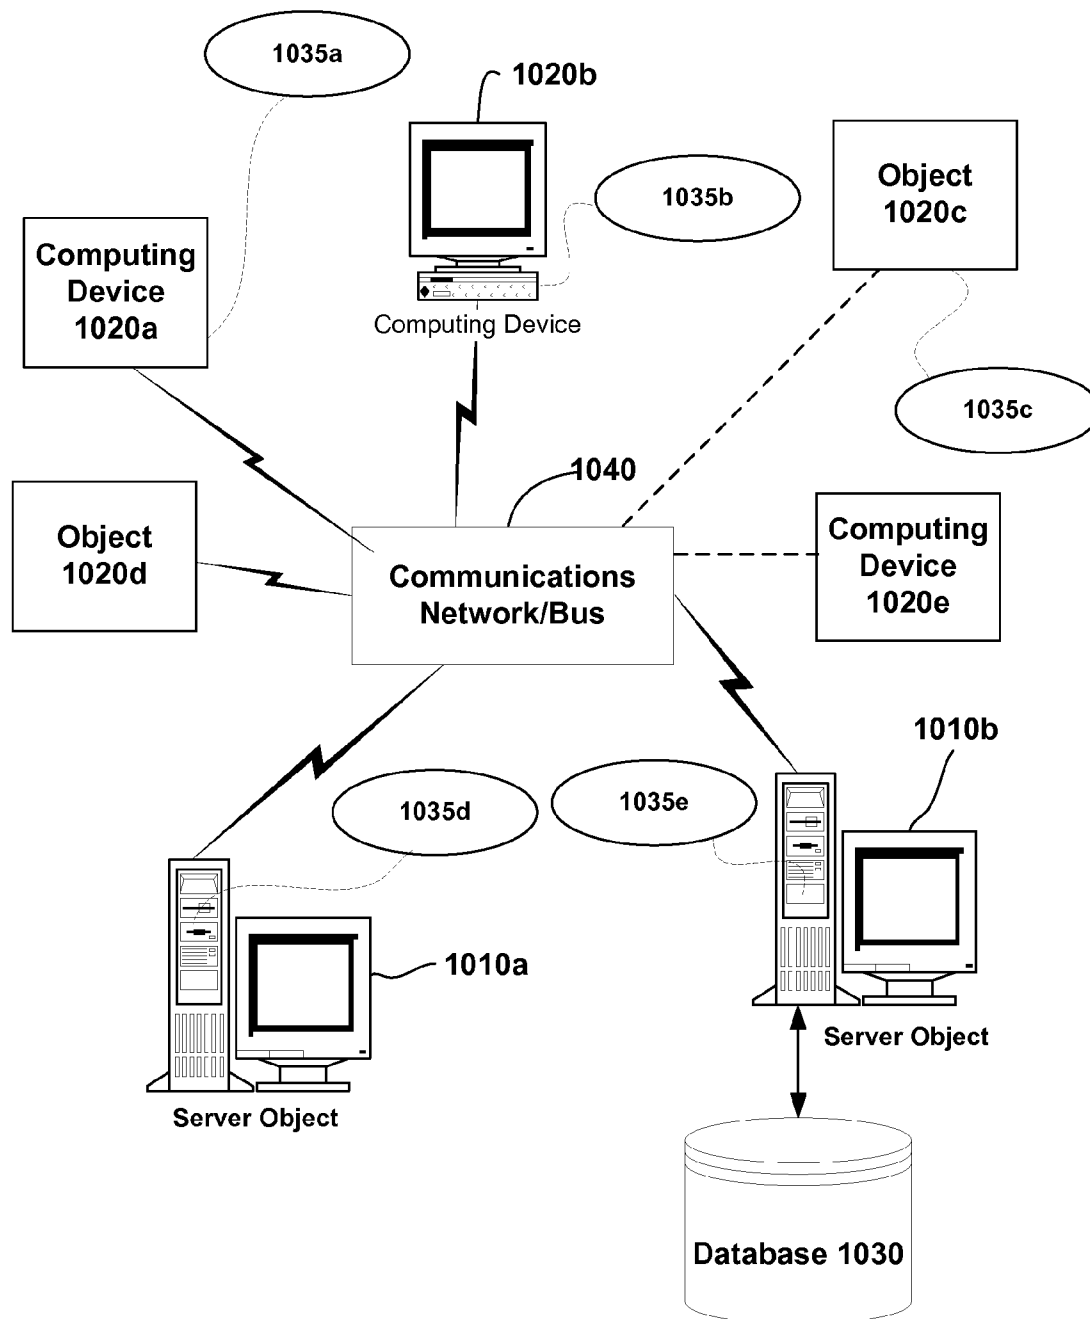 1035a
1020b
1035b
Object
1020c
Computing
Device
1020a
Computing Device
1035c
1040
Object
1020d
Communications
Network/Bus
Computing
Device
1020e
1010b
1035d
1035e
1010a
Server Object
Server Object
Database 1030